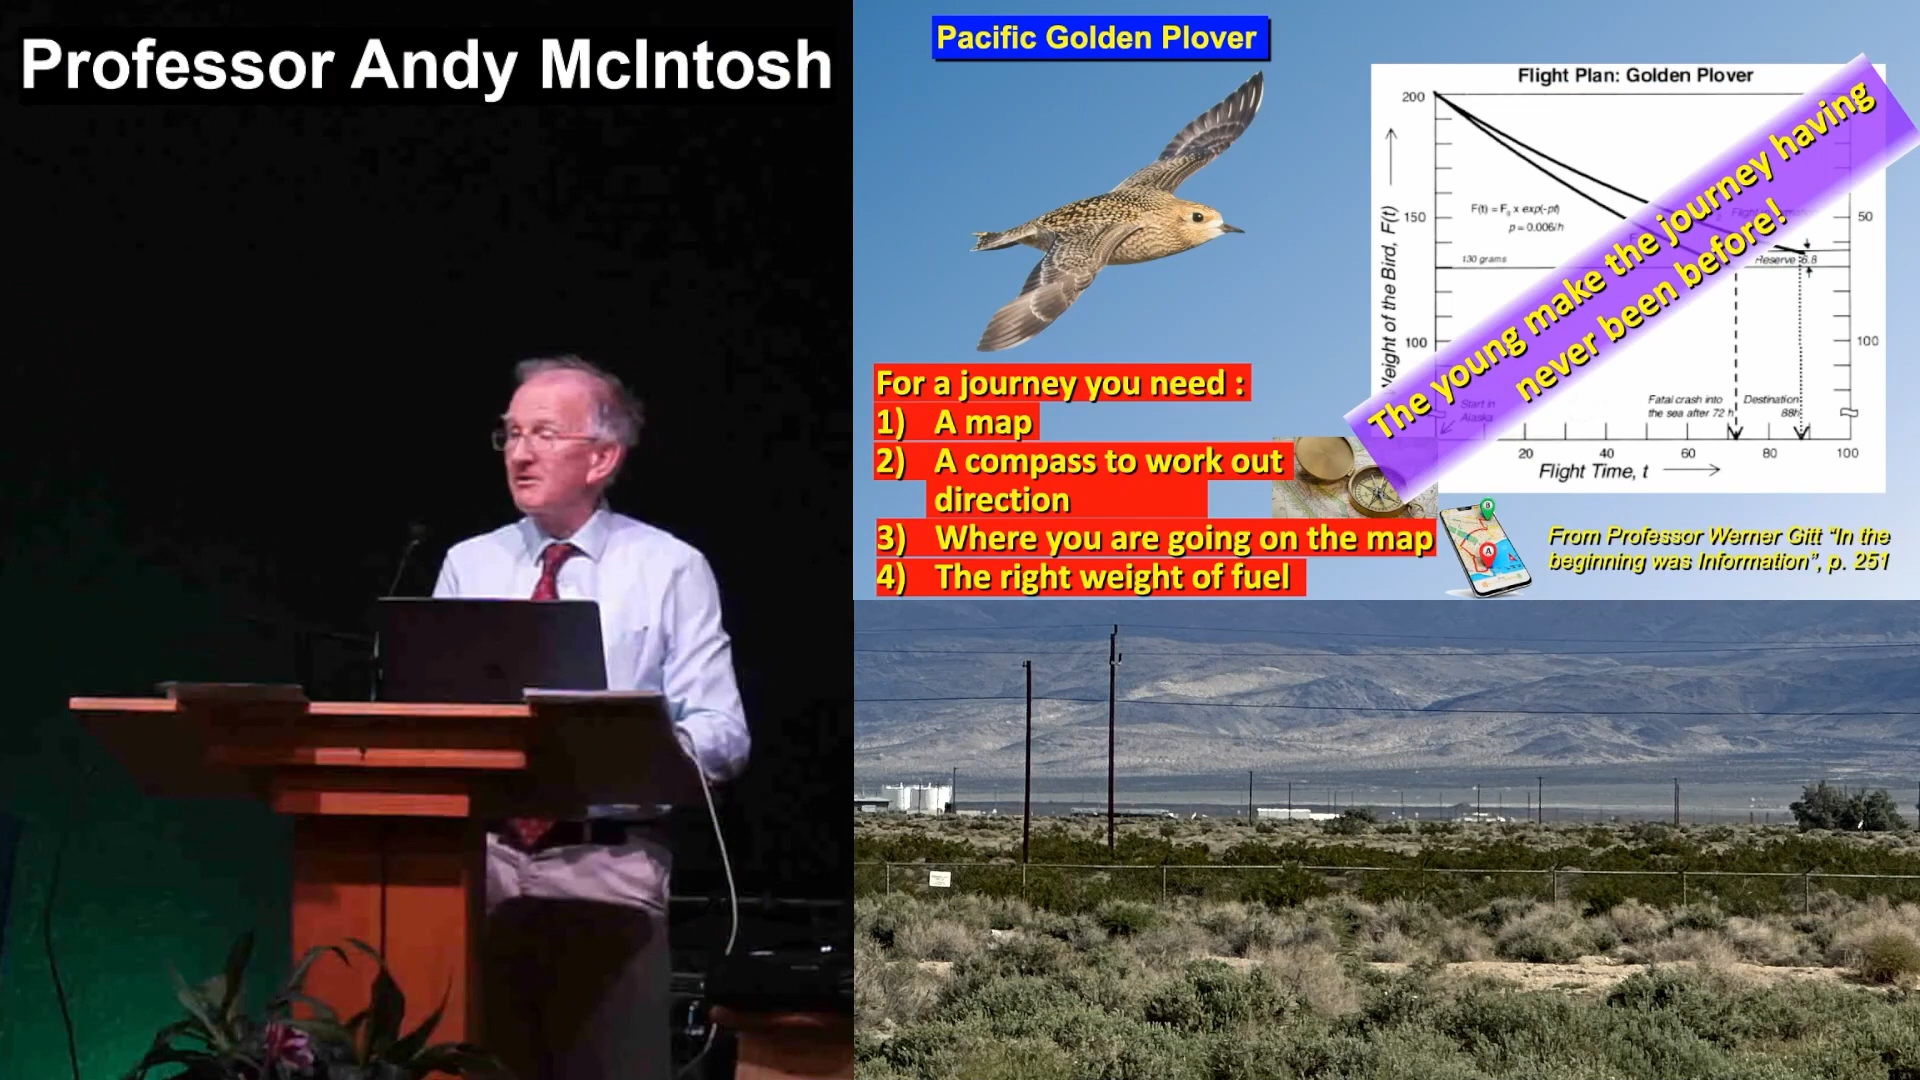 Professor Andy McIntosh
Pacific Golden Plover
For a journey you need :
1) A map
2) A compass to work out
direction
3) Where you are going on the map
4) The right weight of fuel
Flight Plan: Golden Plover
200
150
100
50
100
Weight of the Bird, F(t)
F(t) = F₀ x exp(-pt)
p = 0.006/h
130 grams
Reserve 6.8
The young make the journey having
never been before!
Start in
Alaska
Fatal crash into
the sea after 72 h
Destination
88h
20 40 60 80 100
Flight Time, t
B
A
From Professor Werner Gitt "In the
beginning was Information", p. 251